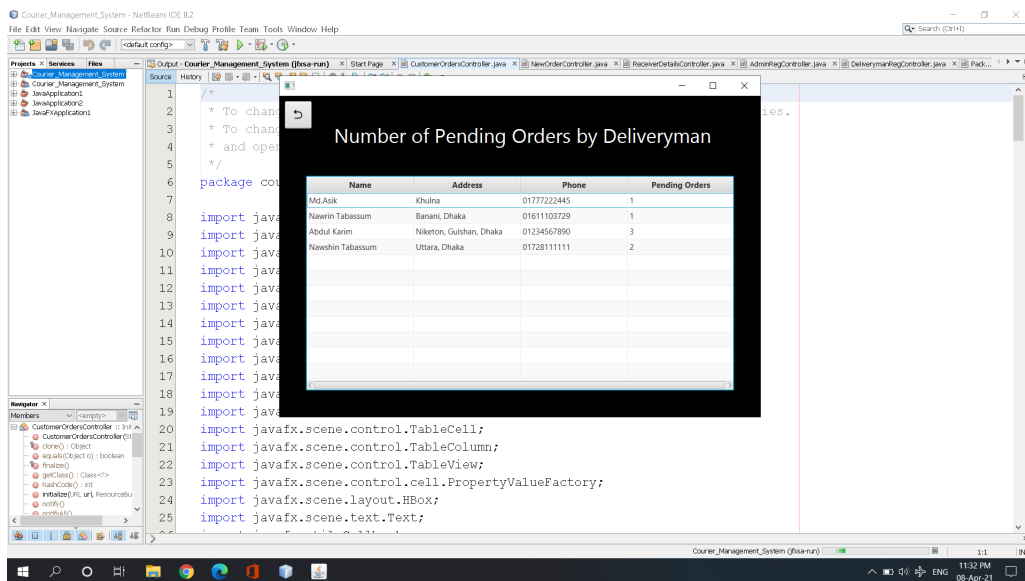 Courier_Management_System - NetBeans IDE 8.2
File Edit View Navigate Source Refactor Run Debug Profile Team Tools Window Help
Search (Ctrl+I)
<default config>
Projects Services Files
Output - Courier_Management_System (jfxsa-run) Start Page CustomerOrdersController.java NewOrderController.java ReceiverDetailsController.java AdminRegController.java DeliverymanRegController.java Pack...
Courier_Management_System
Courier_Management_System
JavaApplication1
JavaApplication2
JavaFXApplication1
Source History
Number of Pending Orders by Deliveryman
Name Address Phone Pending Orders
Md.Asik Khulna 01777222445 1
Nawrin Tabassum Banani, Dhaka 01611103729 1
Abdul Karim Niketon, Gulshan, Dhaka 01234567890 3
Nawshin Tabassum Uttara, Dhaka 01728111111 2
1 /*
2 * To chang ies.
3 * To chang
4 * and oper
5 */
6 package cou
7
8 import java
9 import java
10 import java
11 import java
12 import java
13 import java
14 import java
15 import java
16 import java
17 import java
18 import java
19 import java
20 import javafx.scene.control.TableCell;
21 import javafx.scene.control.TableColumn;
22 import javafx.scene.control.TableView;
23 import javafx.scene.control.cell.PropertyValueFactory;
24 import javafx.scene.layout.HBox;
25 import javafx.scene.text.Text;
Navigator
Members <empty>
CustomerOrdersController :: Init
CustomerOrdersController(St
clone() : Object
equals(Object o) : boolean
finalize()
getClass() : Class<?>
hashCode() : int
initialize(URL url, ResourceBu
notify()
notifyAll()
Courier_Management_System (jfxsa-run)
1:1
IN
ENG
11:32 PM
08-Apr-21